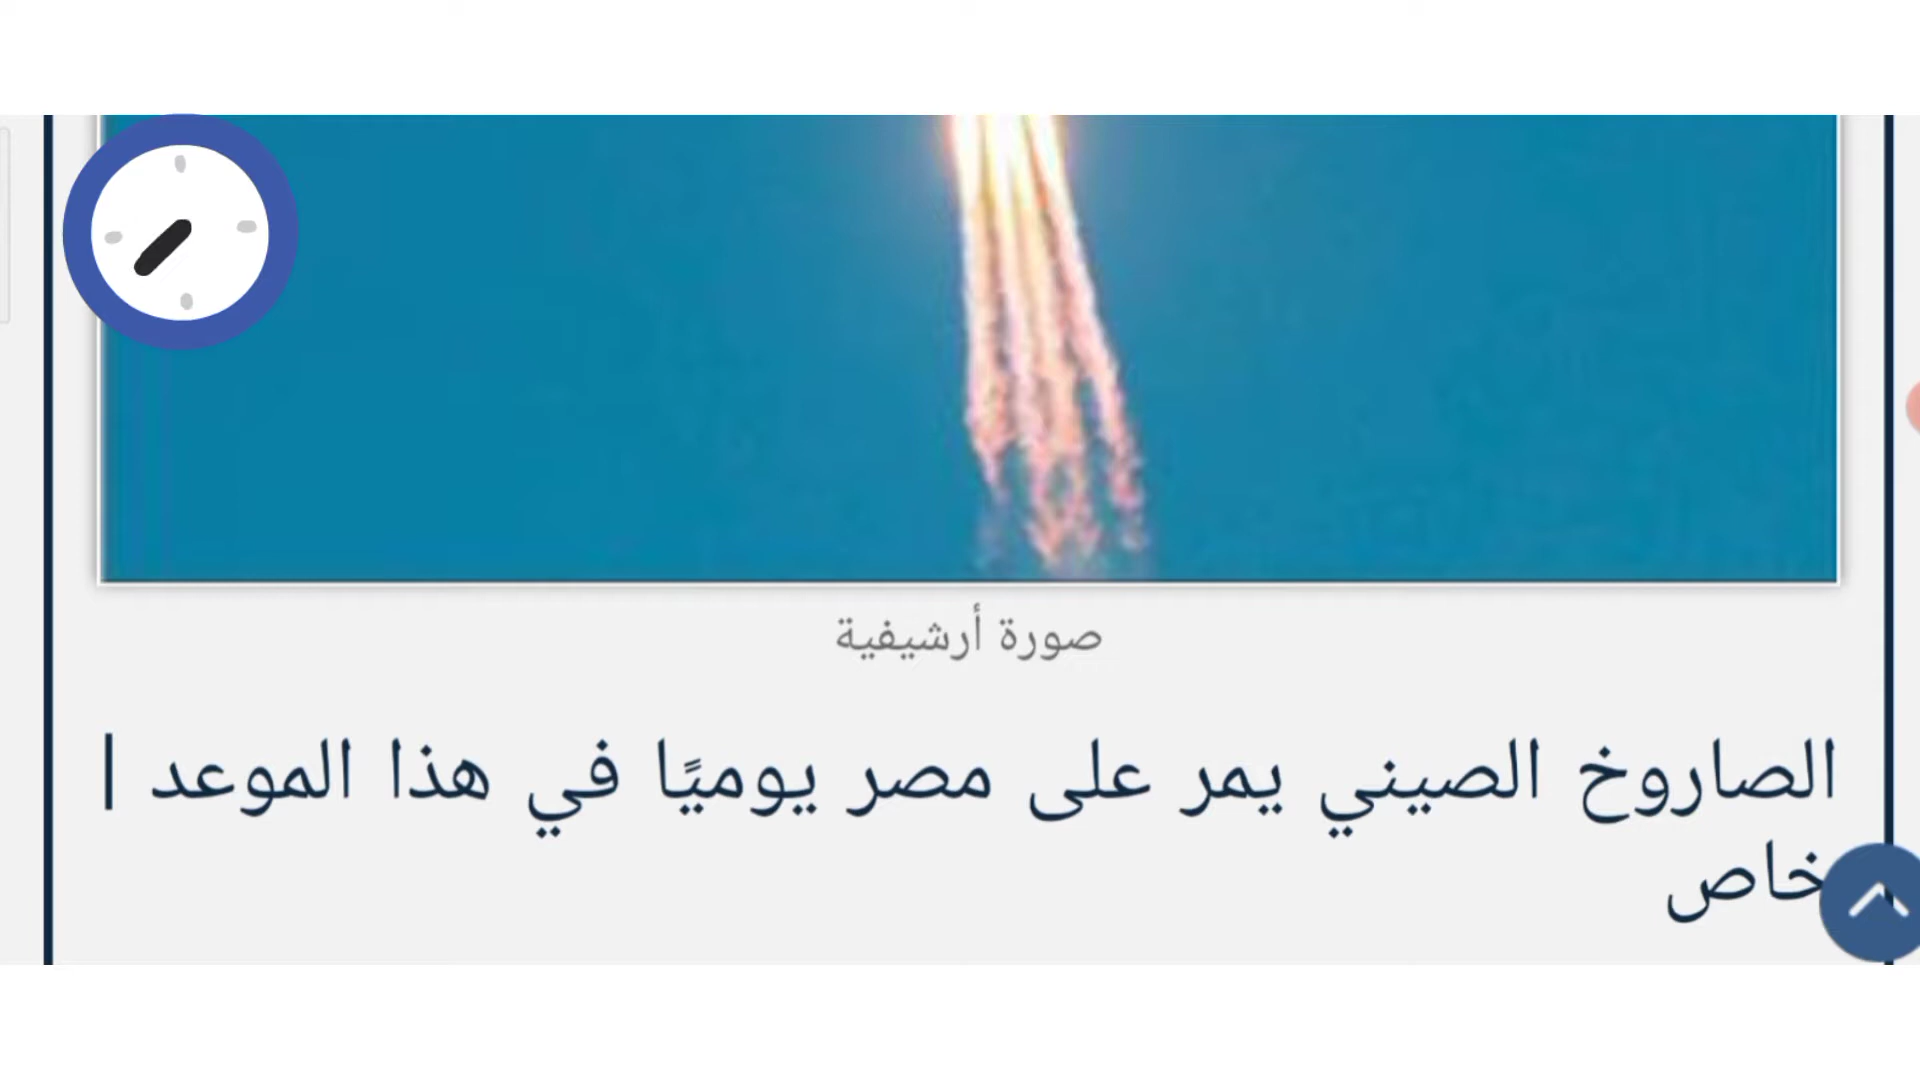 صورة أرشيفية
الصاروخ الصيني يمر على مصر يوميًا في هذا الموعد |
خاص